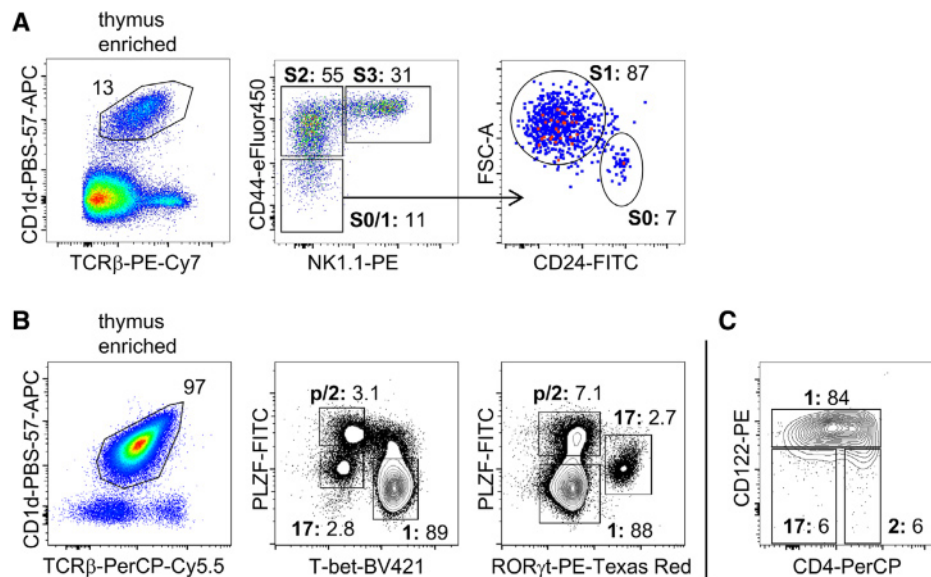 A
thymus
enriched
13
CD1d-PBS-57-APC
TCRβ-PE-Cy7
S2: 55
S3: 31
S0/1: 11
CD44-eFluor450
NK1.1-PE
S1: 87
S0: 7
FSC-A
CD24-FITC
B
thymus
enriched
97
CD1d-PBS-57-APC
TCRβ-PerCP-Cy5.5
p/2: 3.1
17: 2.8
1: 89
PLZF-FITC
T-bet-BV421
p/2: 7.1
17: 2.7
1: 88
PLZF-FITC
RORγt-PE-Texas Red
C
1: 84
17: 6
2: 6
CD122-PE
CD4-PerCP